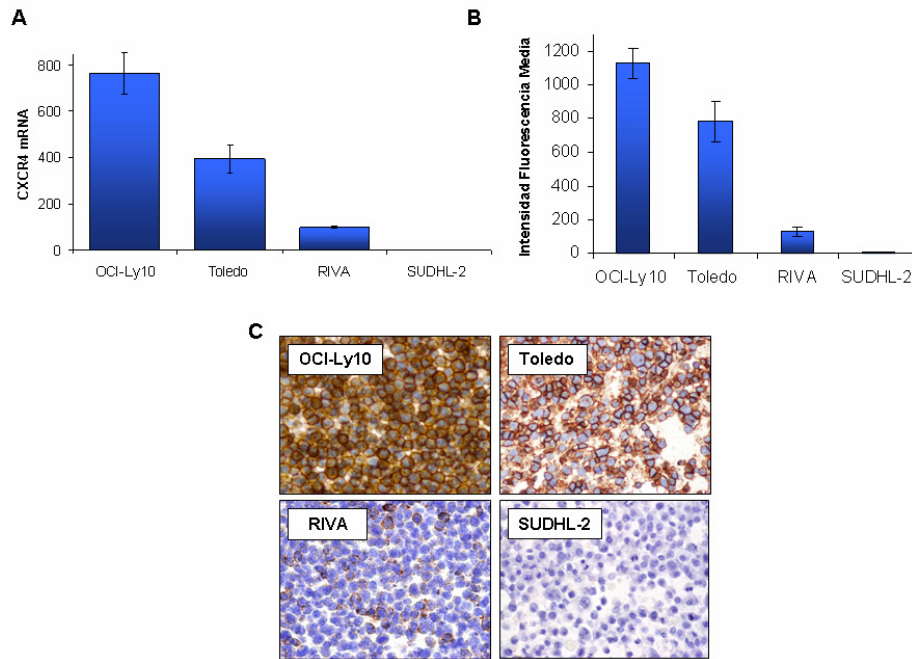 A
CXCR4 mRNA
800
600
400
200
0
OCI-Ly10 Toledo RIVA SUDHL-2
B
Intensidad Fluorescencia Media
1200
1000
800
600
400
200
0
OCI-Ly10 Toledo RIVA SUDHL-2
C
OCI-Ly10
Toledo
RIVA
SUDHL-2